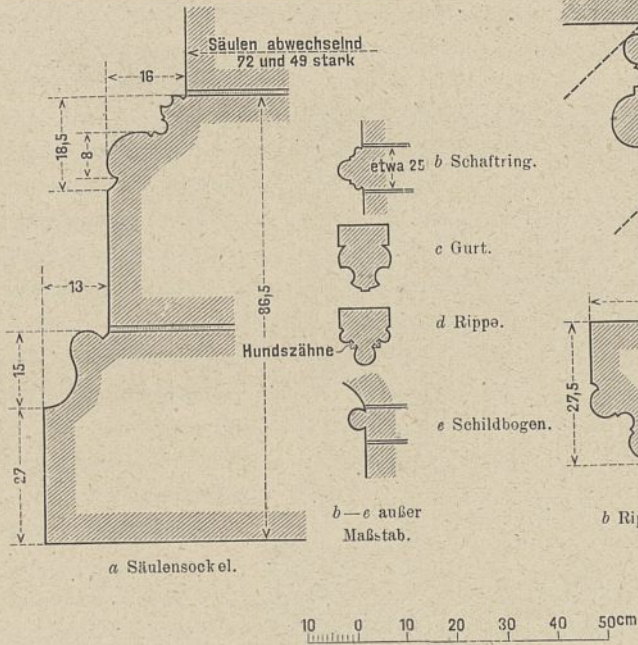 Säulen abwechselnd
72 und 49 stark
16
18,5
8
13
86,5
15
27
a Säulensockel.
etwa 25
b Schaftring.
c Gurt.
d Rippe.
Hundszähne
e Schildbogen.
b—e außer
Maßstab.
27,5
b Rip
10 0 10 20 30 40 50cm